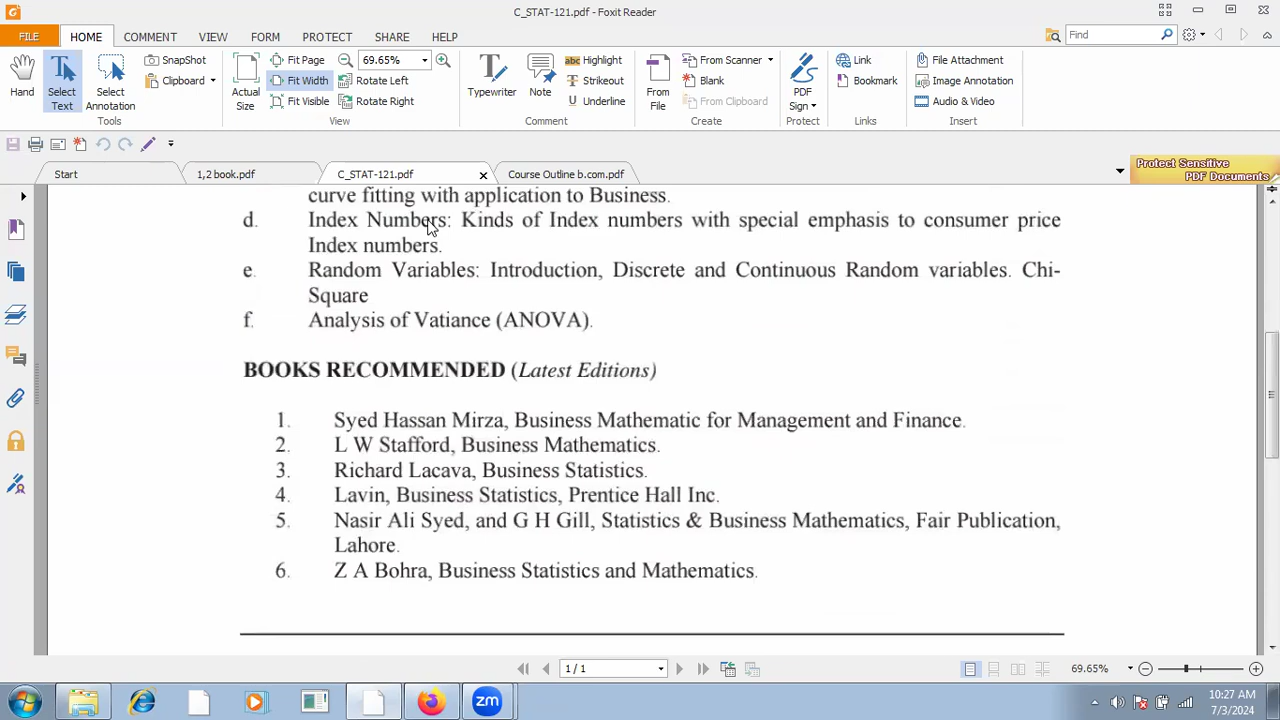 C_STAT-121.pdf - Foxit Reader
FILE HOME COMMENT VIEW FORM PROTECT SHARE HELP Find
Hand
Select Text
Select Annotation
SnapShot
Clipboard
Tools
Actual Size
Fit Page
Fit Width
Fit Visible
69.65%
Rotate Left
Rotate Right
View
Typewriter
Note
Highlight
Strikeout
Underline
Comment
From File
From Scanner
Blank
From Clipboard
Create
PDF Sign
Protect
Link
Bookmark
Links
File Attachment
Image Annotation
Audio & Video
Insert
Start 1,2 book.pdf C_STAT-121.pdf Course Outline b.com.pdf
Protect Sensitive
PDF Documents
curve fitting with application to Business.
d. Index Numbers: Kinds of Index numbers with special emphasis to consumer price
Index numbers.
e. Random Variables: Introduction, Discrete and Continuous Random variables. Chi-
Square
f. Analysis of Vatiance (ANOVA).
BOOKS RECOMMENDED (Latest Editions)
1. Syed Hassan Mirza, Business Mathematic for Management and Finance.
2. L W Stafford, Business Mathematics.
3. Richard Lacava, Business Statistics.
4. Lavin, Business Statistics, Prentice Hall Inc.
5. Nasir Ali Syed, and G H Gill, Statistics & Business Mathematics, Fair Publication,
Lahore.
6. Z A Bohra, Business Statistics and Mathematics.
1 / 1
69.65%
zm
10:27 AM
7/3/2024